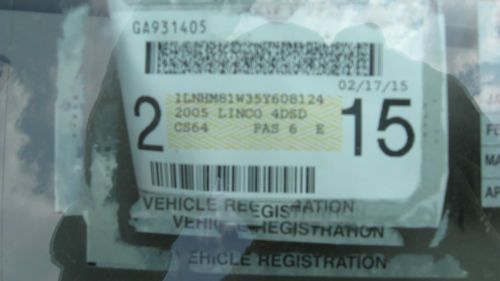 GA931405
02/17/15
1LNHM81W35Y608124
2 2005 LINCO 4DSD 15
CS64 PAS 6 E
VEHICLE REGISTRATION
VEHICLE REGISTRATION
VEHICLE REGISTRATION